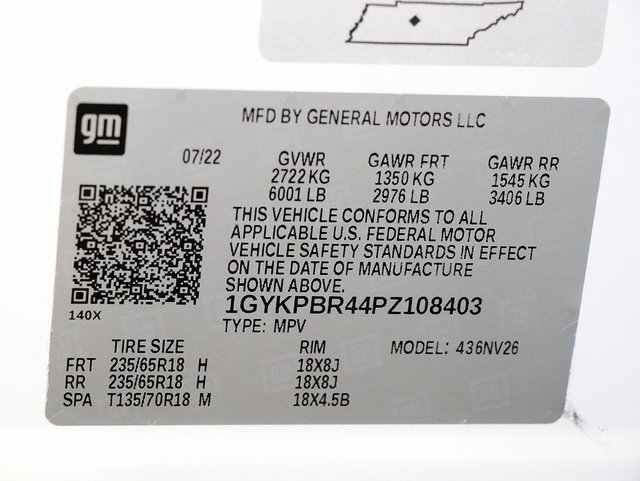 gm
MFD BY GENERAL MOTORS LLC
07/22 GVWR GAWR FRT GAWR RR
2722 KG 1350 KG 1545 KG
6001 LB 2976 LB 3406 LB
THIS VEHICLE CONFORMS TO ALL
APPLICABLE U.S. FEDERAL MOTOR
VEHICLE SAFETY STANDARDS IN EFFECT
ON THE DATE OF MANUFACTURE
SHOWN ABOVE.
140X
1GYKPBR44PZ108403
TYPE: MPV
TIRE SIZE RIM MODEL: 436NV26
FRT 235/65R18 H 18X8J
RR 235/65R18 H 18X8J
SPA T135/70R18 M 18X4.5B